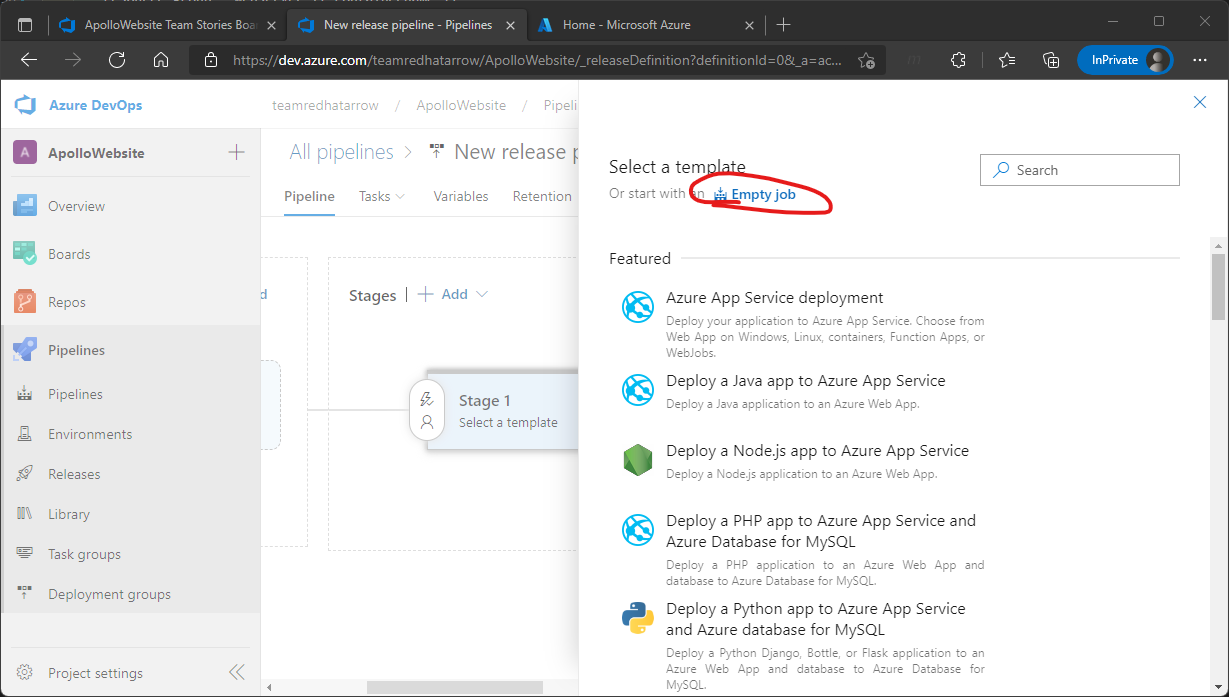 ApolloWebsite Team Stories Boa
New release pipeline - Pipelines
Home - Microsoft Azure
https://dev.azure.com/teamredhatarrow/ApolloWebsite/_releaseDefinition?definitionId=0&_a=ac...
InPrivate
Azure DevOps
teamredhatarrow / ApolloWebsite / Pipeli
A ApolloWebsite
Overview
Boards
Repos
Pipelines
Pipelines
Environments
Releases
Library
Task groups
Deployment groups
Project settings
All pipelines > New release p
Pipeline Tasks Variables Retention
d
Stages | + Add
Stage 1
Select a template
Select a template
Or start with an Empty job
Search
Featured
Azure App Service deployment
Deploy your application to Azure App Service. Choose from
Web App on Windows, Linux, containers, Function Apps, or
WebJobs.
Deploy a Java app to Azure App Service
Deploy a Java application to an Azure Web App.
Deploy a Node.js app to Azure App Service
Deploy a Node.js application to an Azure Web App.
Deploy a PHP app to Azure App Service and
Azure Database for MySQL
Deploy a PHP application to an Azure Web App and
database to Azure Database for MySQL.
Deploy a Python app to Azure App Service
and Azure database for MySQL
Deploy a Python Django, Bottle, or Flask application to an
Azure Web App and database to Azure Database for
MySQL.